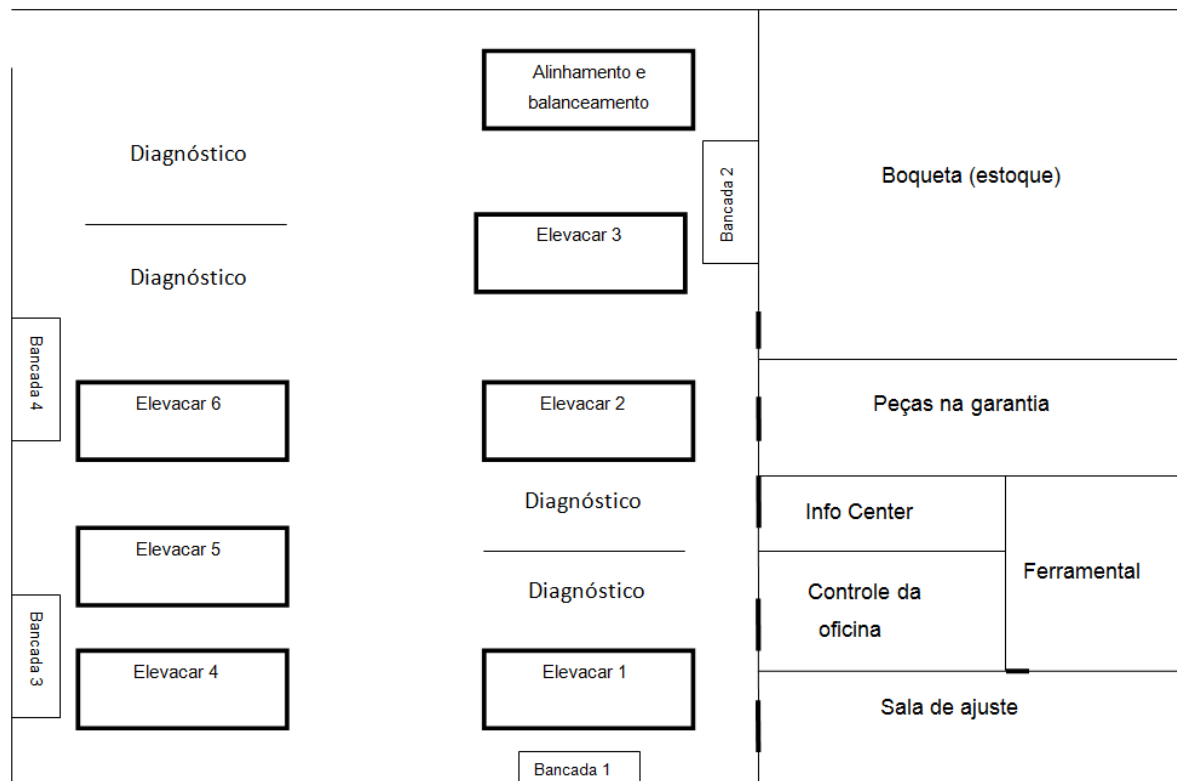 Alinhamento e
balanceamento
Diagnóstico
Bancada 2
Boqueta (estoque)
Elevacar 3
Diagnóstico
Bancada 4
Elevacar 6
Elevacar 2
Peças na garantia
Diagnóstico
Info Center
Elevacar 5
Ferramental
Diagnóstico
Controle da
oficina
Bancada 3
Elevacar 4
Elevacar 1
Sala de ajuste
Bancada 1